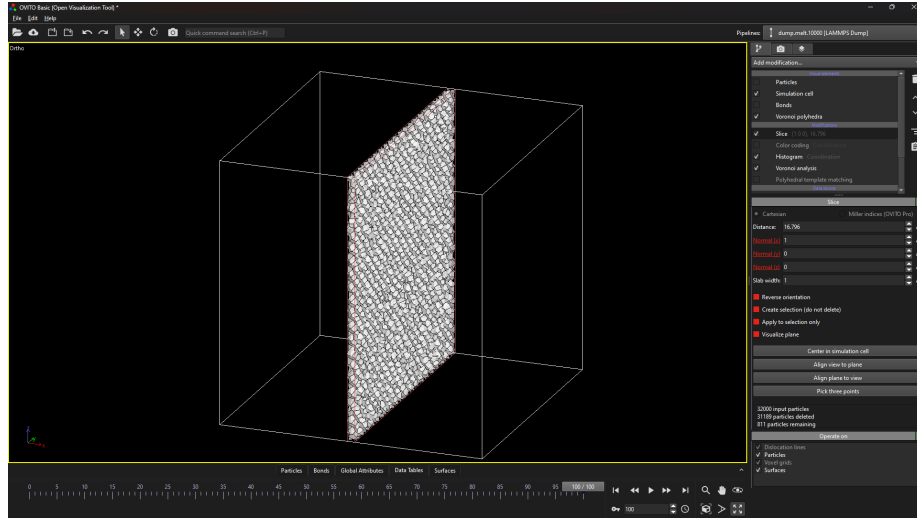 OVITO Basic (Open Visualization Tool) *
File Edit Help
Quick command search (Ctrl+P)
Pipelines: dump.melt.10000 [LAMMPS Dump]
Ortho
Add modification...
Particles
Simulation cell
Bonds
Voronoi polyhedra
Slice (1 0 0), 16.796
Color coding
Histogram
Voronoi analysis
Polyhedral template matching
Slice
Cartesian Miller indices (OVITO Pro)
Distance: 16.796
Normal (x) 1
Normal (y) 0
Normal (z) 0
Slab width: 1
Reverse orientation
Create selection (do not delete)
Apply to selection only
Visualize plane
Center in simulation cell
Align view to plane
Align plane to view
Pick three points
32000 input particles
31189 particles deleted
811 particles remaining
Operate on
Dislocation lines
Particles
Voxel grids
Surfaces
Particles Bonds Global Attributes Data Tables Surfaces
0 5 10 15 20 25 30 35 40 45 50 55 60 65 70 75 80 85 90 95 100 / 100
100